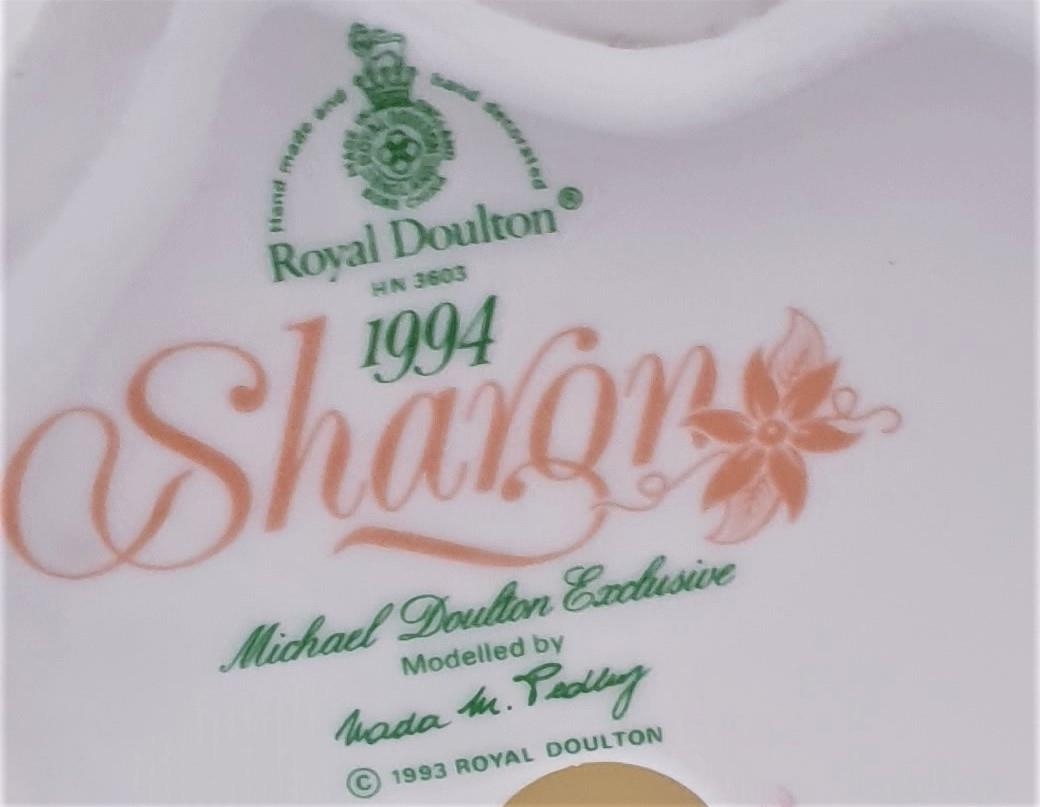 Hand made and hand decorated
Royal Doulton®
HN 3603
1994
Sharon
Michael Doulton Exclusive
Modelled by
Nada M. Pedley
© 1993 ROYAL DOULTON